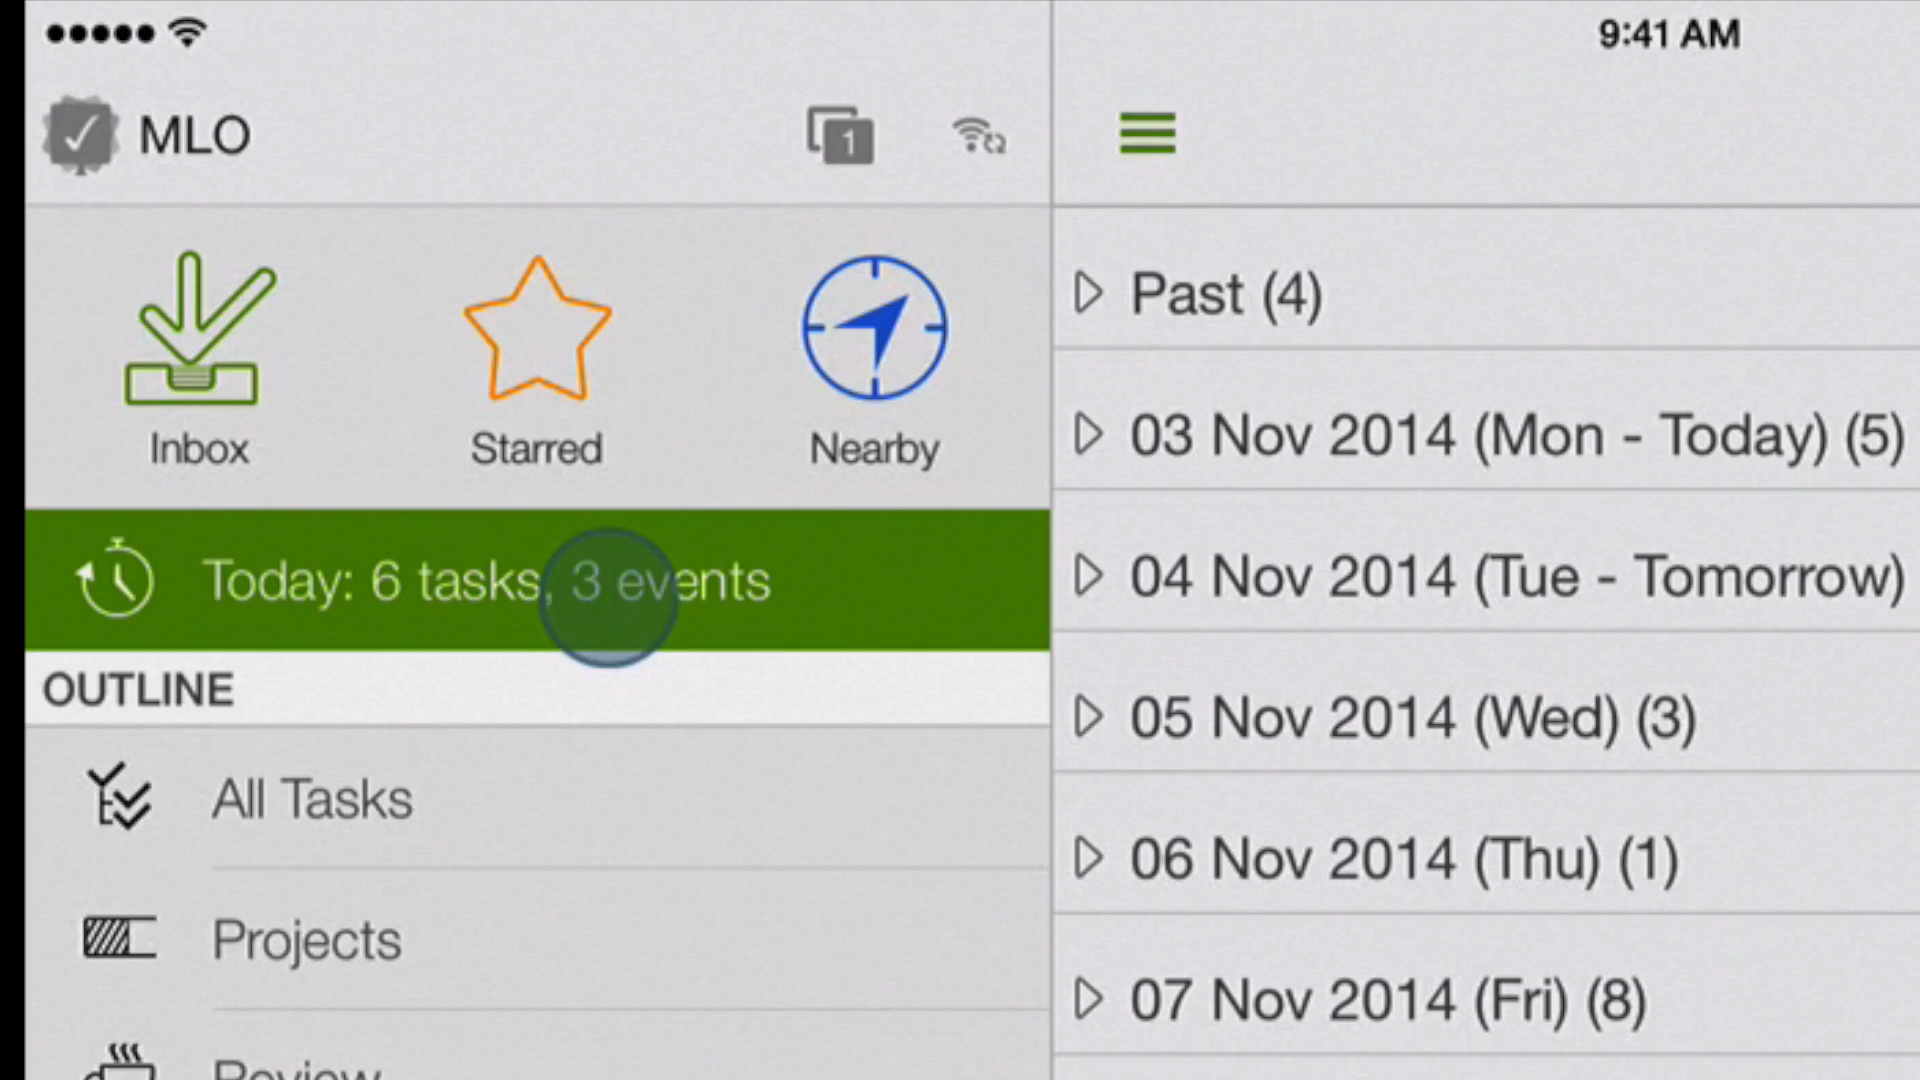 9:41 AM
MLO
1
Inbox
Starred
Nearby
Today: 6 tasks, 3 events
OUTLINE
All Tasks
Projects
Review
Past (4)
03 Nov 2014 (Mon - Today) (5)
04 Nov 2014 (Tue - Tomorrow)
05 Nov 2014 (Wed) (3)
06 Nov 2014 (Thu) (1)
07 Nov 2014 (Fri) (8)